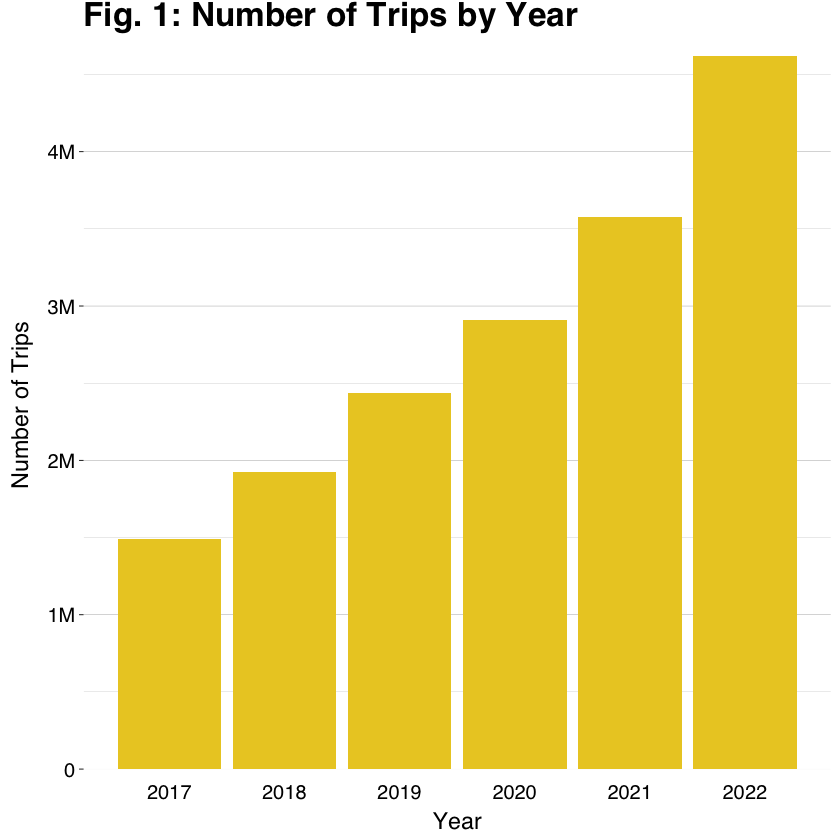 Fig. 1: Number of Trips by Year
Number of Trips
4M
3M
2M
1M
0
2017 2018 2019 2020 2021 2022
Year